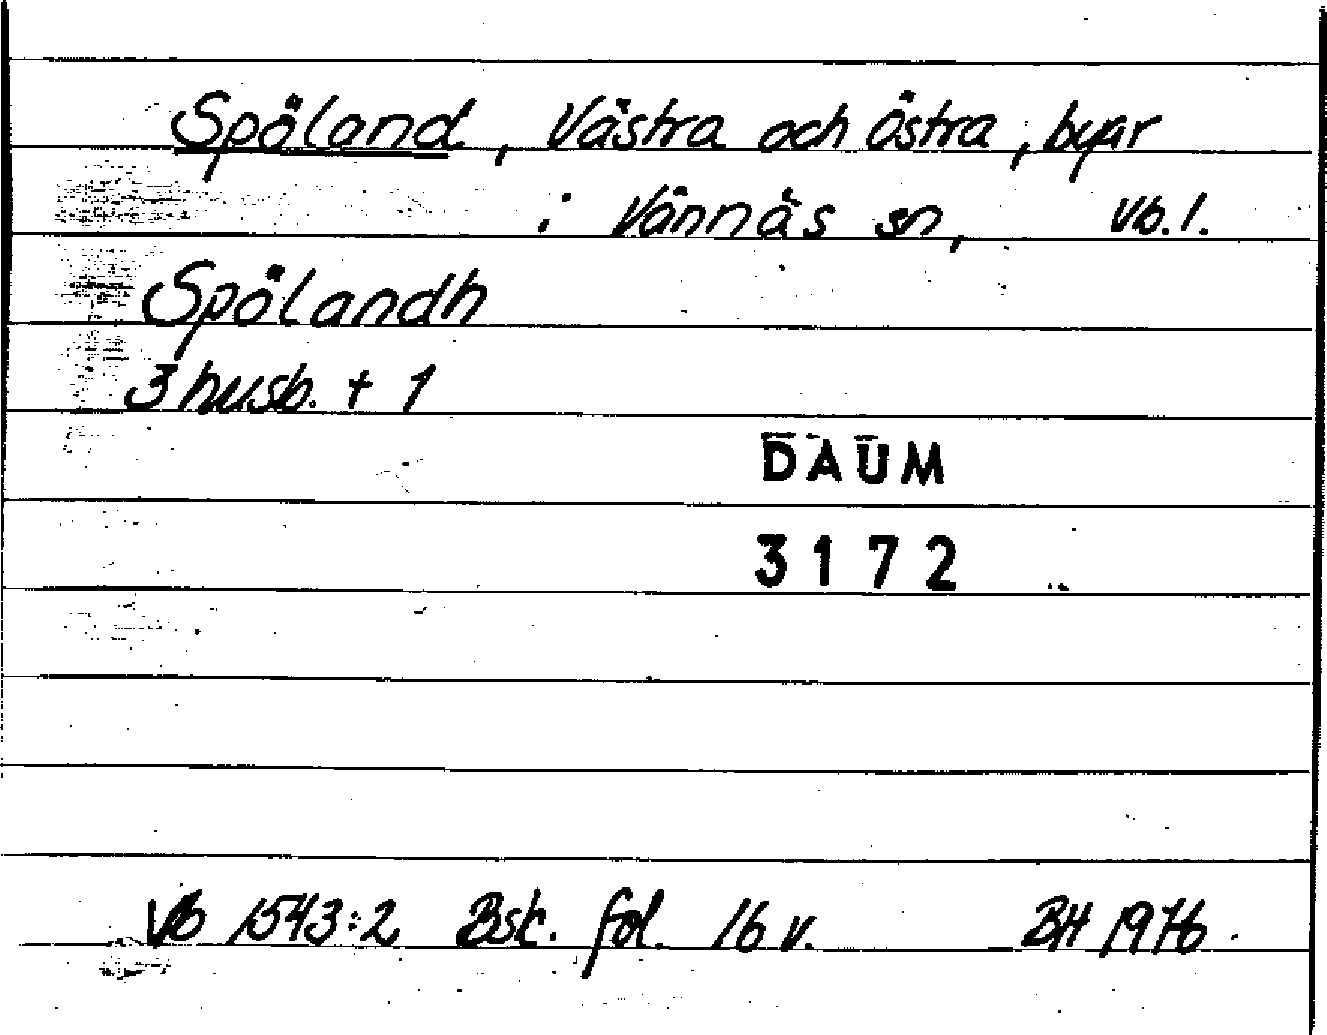 Spöland, Västra och Östra, byar
i Vännäs sn, Vb.l.
Spölandh
3 husb. + 1
DAUM
3172
Vb 1543:2 Bsk. fol. 16 v. BH 1976.